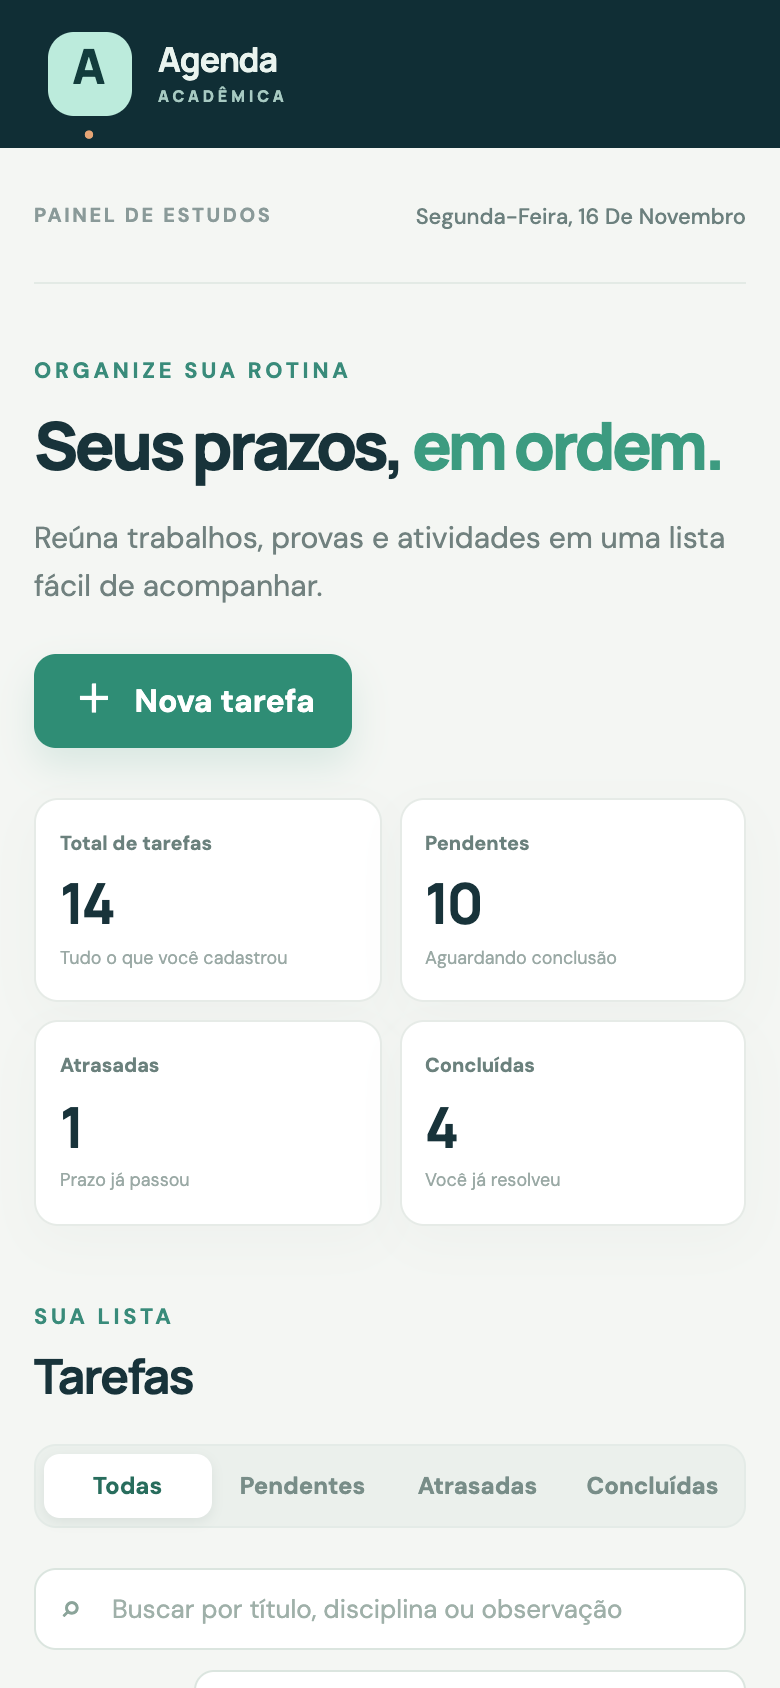 A
Agenda
ACADÊMICA
PAINEL DE ESTUDOS
Segunda-Feira, 16 De Novembro
ORGANIZE SUA ROTINA
Seus prazos, em ordem.
Reúna trabalhos, provas e atividades em uma lista
fácil de acompanhar.
+ Nova tarefa
Total de tarefas
14
Tudo o que você cadastrou
Pendentes
10
Aguardando conclusão
Atrasadas
1
Prazo já passou
Concluídas
4
Você já resolveu
SUA LISTA
Tarefas
Todas Pendentes Atrasadas Concluídas
Buscar por título, disciplina ou observação